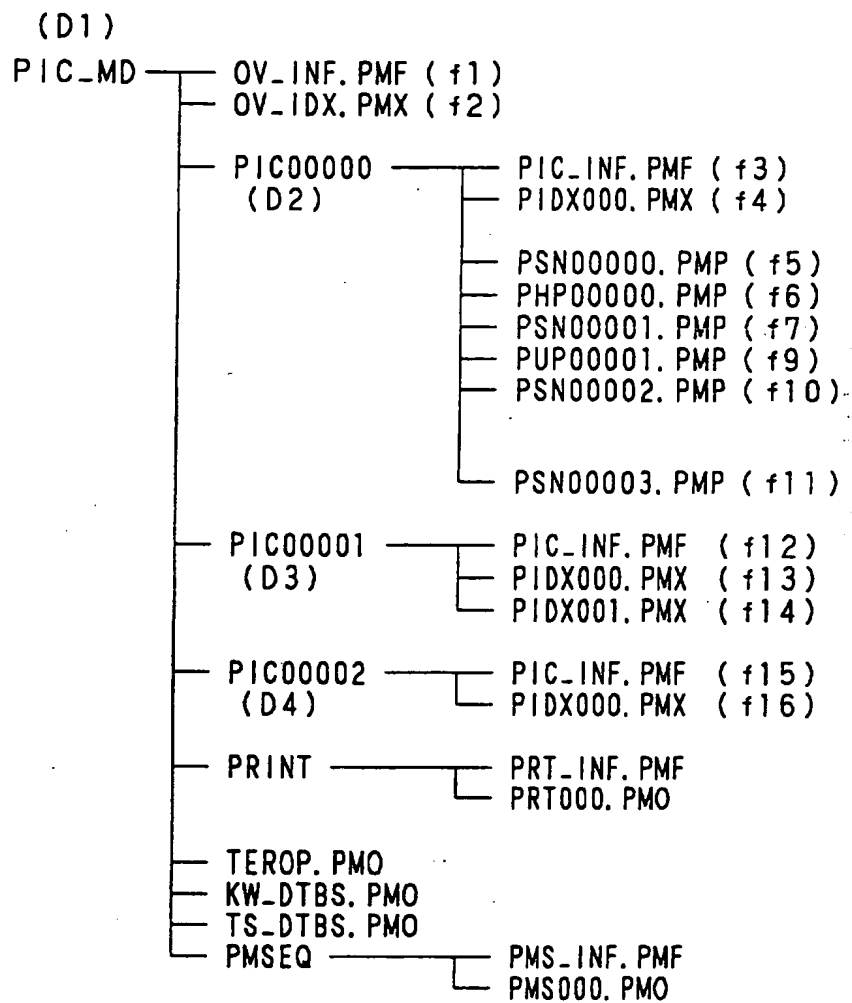 (D1)
PIC_MD
OV_INF.PMF (f1)
OV_IDX.PMX (f2)
PIC00000
(D2)
PIC_INF.PMF (f3)
PIDX000.PMX (f4)
PSN00000.PMP (f5)
PHP00000.PMP (f6)
PSN00001.PMP (f7)
PUP00001.PMP (f9)
PSN00002.PMP (f10)
PSN00003.PMP (f11)
PIC00001
(D3)
PIC_INF.PMF (f12)
PIDX000.PMX (f13)
PIDX001.PMX (f14)
PIC00002
(D4)
PIC_INF.PMF (f15)
PIDX000.PMX (f16)
PRINT
PRT_INF.PMF
PRT000.PMO
TEROP.PMO
KW_DTBS.PMO
TS_DTBS.PMO
PMSEQ
PMS_INF.PMF
PMS000.PMO